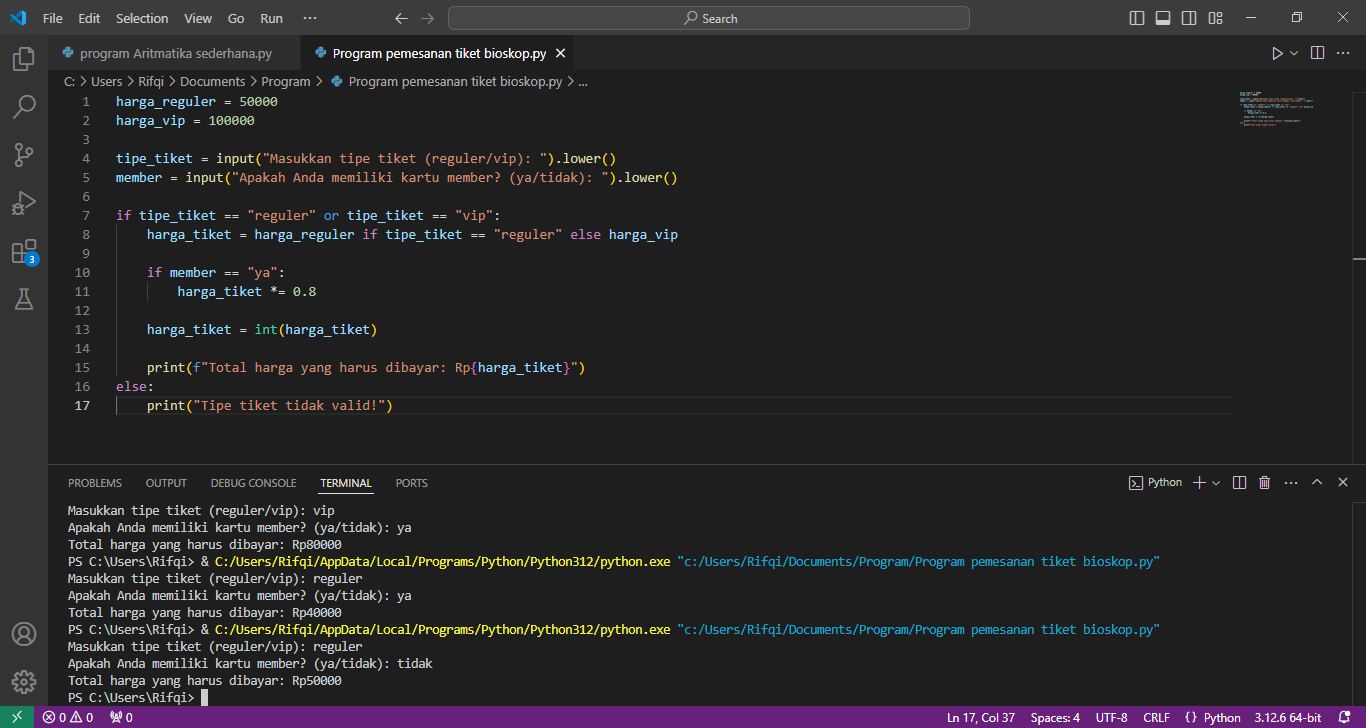 File Edit Selection View Go Run ··· Search
program Aritmatika sederhana.py Program pemesanan tiket bioskop.py
C: > Users > Rifqi > Documents > Program > Program pemesanan tiket bioskop.py > ...
1 harga_reguler = 50000
2 harga_vip = 100000
3
4 tipe_tiket = input("Masukkan tipe tiket (reguler/vip): ").lower()
5 member = input("Apakah Anda memiliki kartu member? (ya/tidak): ").lower()
6
7 if tipe_tiket == "reguler" or tipe_tiket == "vip":
8 harga_tiket = harga_reguler if tipe_tiket == "reguler" else harga_vip
9
10 if member == "ya":
11 harga_tiket *= 0.8
12
13 harga_tiket = int(harga_tiket)
14
15 print(f"Total harga yang harus dibayar: Rp{harga_tiket}")
16 else:
17 print("Tipe tiket tidak valid!")
3
PROBLEMS OUTPUT DEBUG CONSOLE TERMINAL PORTS Python
Masukkan tipe tiket (reguler/vip): vip
Apakah Anda memiliki kartu member? (ya/tidak): ya
Total harga yang harus dibayar: Rp80000
PS C:\Users\Rifqi> & C:/Users/Rifqi/AppData/Local/Programs/Python/Python312/python.exe "c:/Users/Rifqi/Documents/Program/Program pemesanan tiket bioskop.py"
Masukkan tipe tiket (reguler/vip): reguler
Apakah Anda memiliki kartu member? (ya/tidak): ya
Total harga yang harus dibayar: Rp40000
PS C:\Users\Rifqi> & C:/Users/Rifqi/AppData/Local/Programs/Python/Python312/python.exe "c:/Users/Rifqi/Documents/Program/Program pemesanan tiket bioskop.py"
Masukkan tipe tiket (reguler/vip): reguler
Apakah Anda memiliki kartu member? (ya/tidak): tidak
Total harga yang harus dibayar: Rp50000
PS C:\Users\Rifqi>
0 0 0 Ln 17, Col 37 Spaces: 4 UTF-8 CRLF {} Python 3.12.6 64-bit